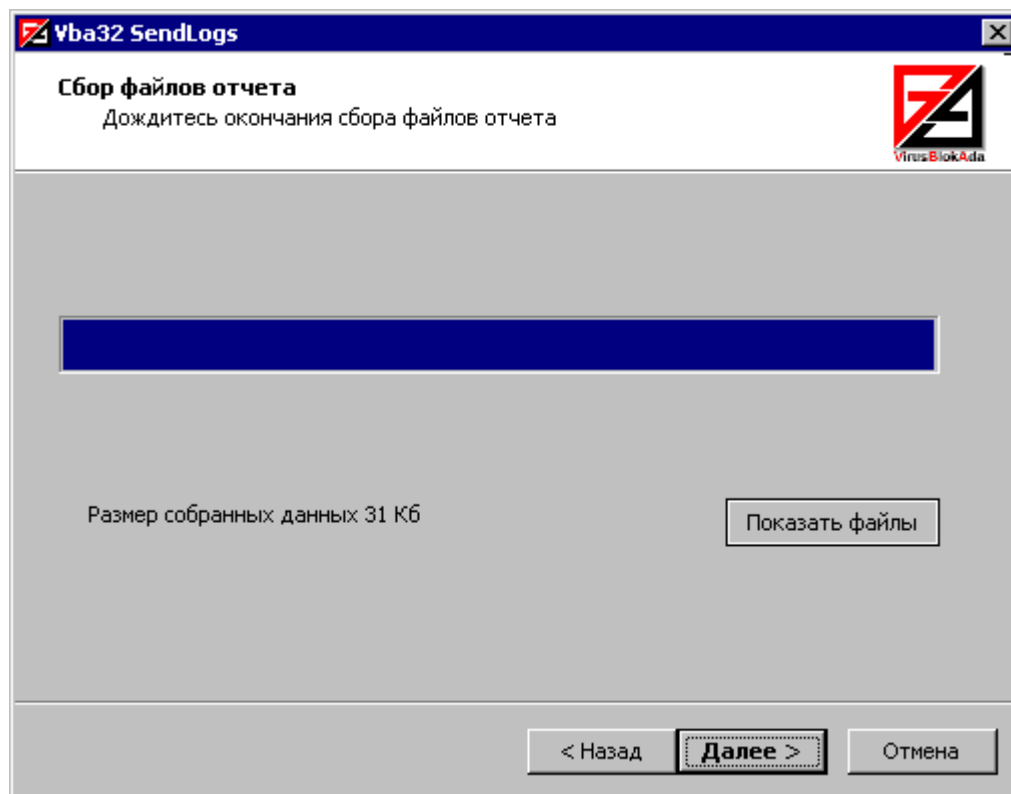 Vba32 SendLogs
Сбор файлов отчета
Дождитесь окончания сбора файлов отчета
VirusBlokAda
Размер собранных данных 31 Кб
Показать файлы
< Назад
Далее >
Отмена